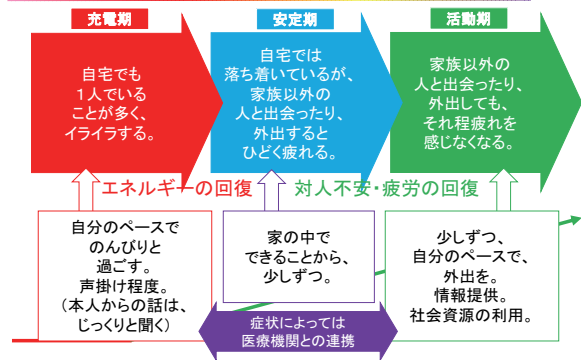 充電期
安定期
活動期
自宅でも
１人でいる
ことが多く、
イライラする。
自宅では
落ち着いているが、
家族以外の
人と出会ったり、
外出すると
ひどく疲れる。
家族以外の
人と出会ったり、
外出しても、
それ程疲れを
感じなくなる。
エネルギーの回復
対人不安・疲労の回復
自分のペースで
のんびりと
過ごす。
声掛け程度。
(本人からの話は、
じっくりと聞く)
家の中で
できることから、
少しずつ。
少しずつ、
自分のペースで、
外出を。
情報提供。
社会資源の利用。
症状によっては
医療機関との連携